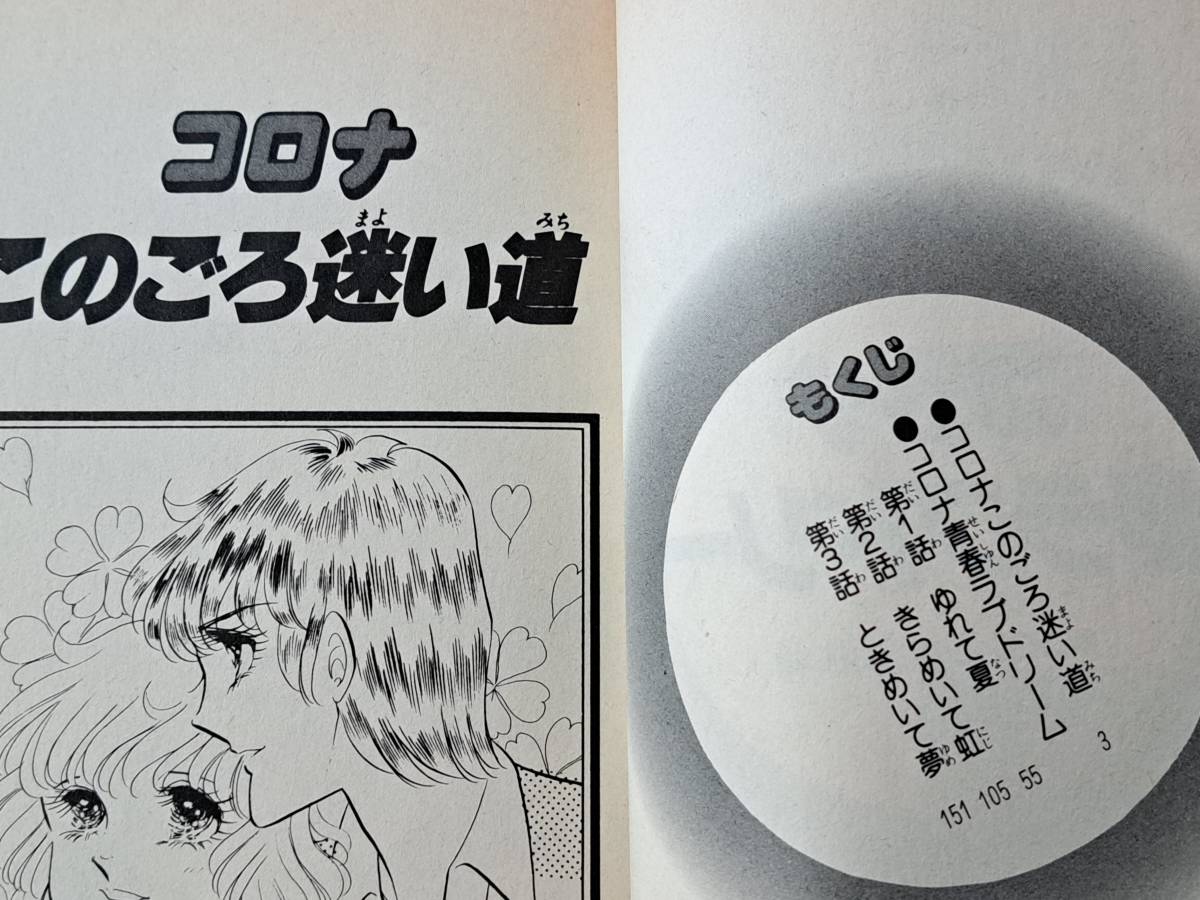 もくじ
●コロナこのごろ迷い道 3
●コロナ青春ラブドリーム
第1話 ゆれて夏 55
第2話 きらめいて虹 105
第3話 ときめいて夢 151
コロナ
このごろ迷い道